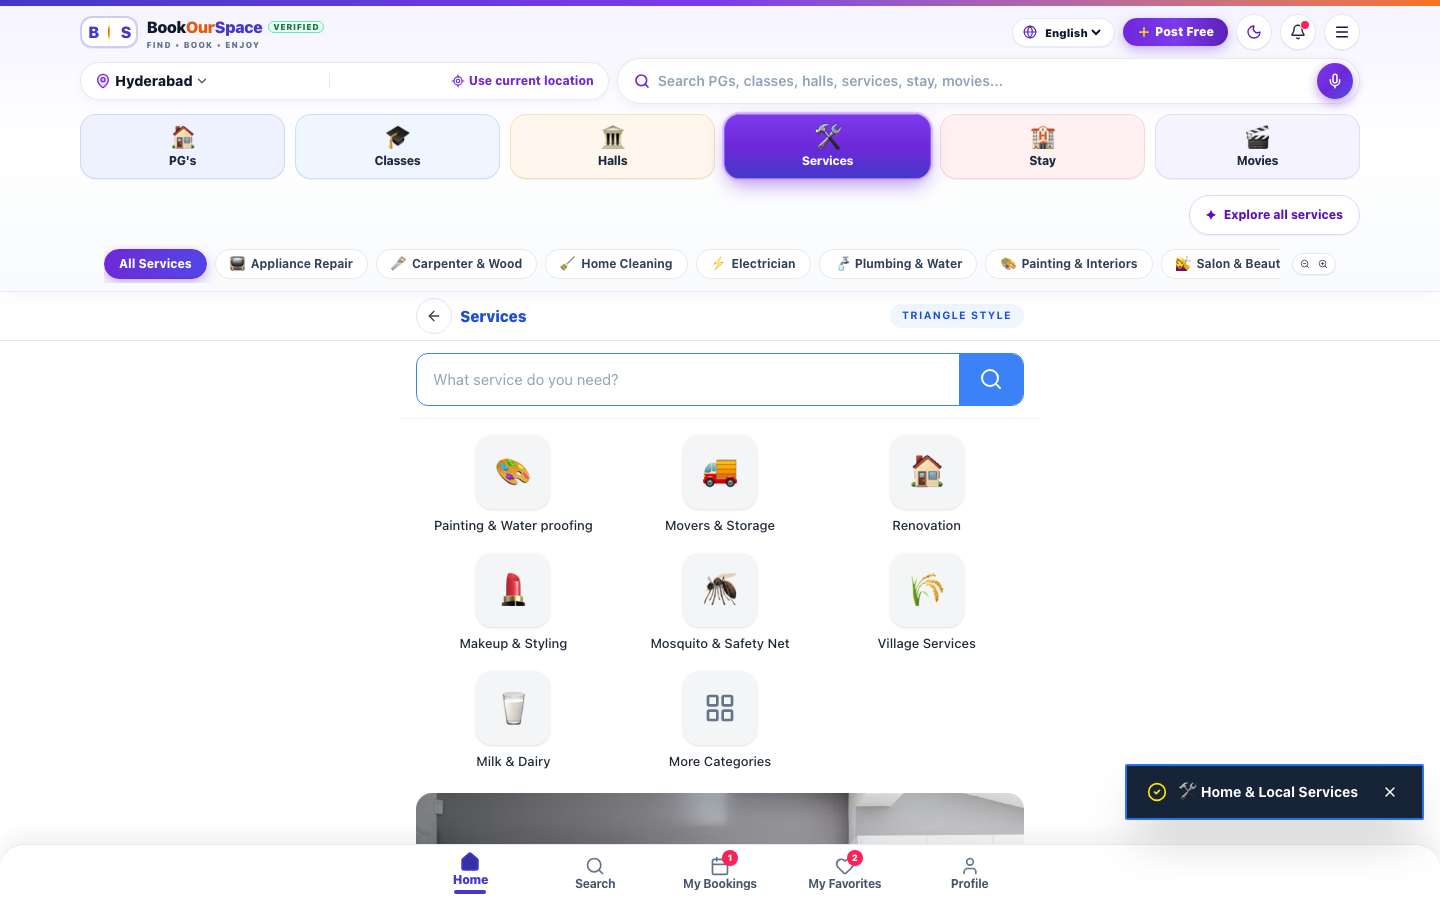 B S BookOurSpace VERIFIED
FIND • BOOK • ENJOY
English
Post Free
Hyderabad
Use current location
Search PGs, classes, halls, services, stay, movies...
PG's
Classes
Halls
Services
Stay
Movies
Explore all services
All Services
Appliance Repair
Carpenter & Wood
Home Cleaning
Electrician
Plumbing & Water
Painting & Interiors
Salon & Beaut
Services
TRIANGLE STYLE
What service do you need?
Painting & Water proofing
Movers & Storage
Renovation
Makeup & Styling
Mosquito & Safety Net
Village Services
Milk & Dairy
More Categories
Home & Local Services
Home
Search
1
My Bookings
2
My Favorites
Profile